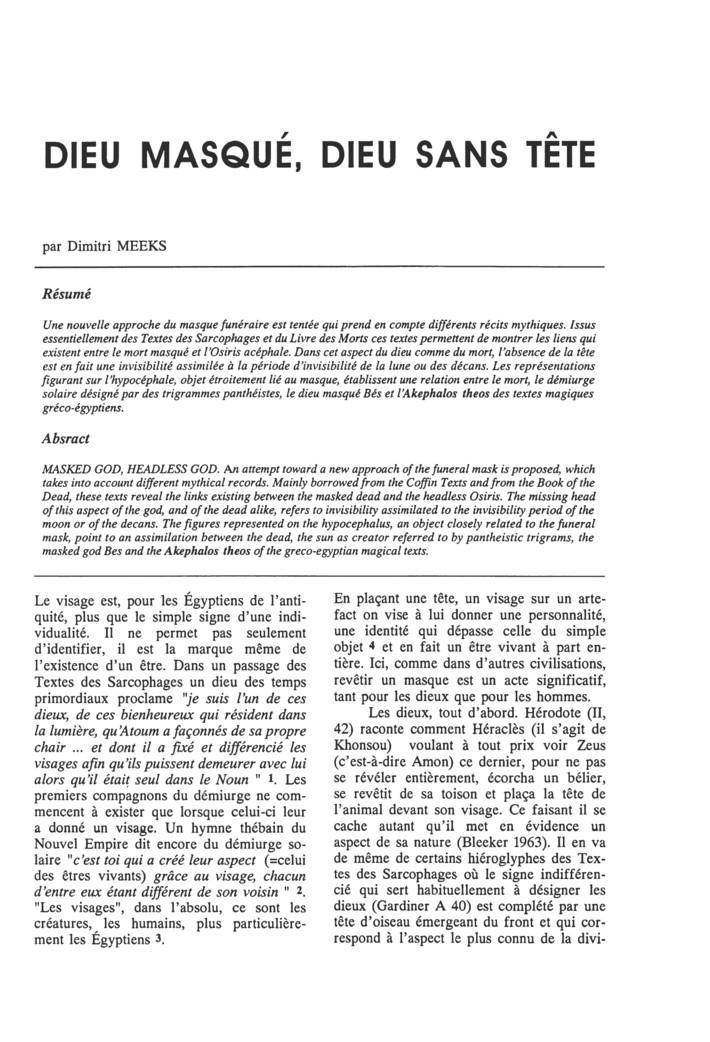 DIEU MASQUÉ, DIEU SANS TÊTE
par Dimitri MEEKS
Résumé
Une nouvelle approche du masque funéraire est tentée qui prend en compte différents récits mythiques. Issus
essentiellement des Textes des Sarcophages et du Livre des Morts ces textes permettent de montrer les liens qui
existent entre le mort masqué et l'Osiris acéphale. Dans cet aspect du dieu comme du mort, l'absence de la tête
est en fait une invisibilité assimilée à la période d'invisibilité de la lune ou des décans. Les représentations
figurant sur l'hypocéphale, objet étroitement lié au masque, établissent une relation entre le mort, le démiurge
solaire désigné par des trigrammes panthéistes, le dieu masqué Bés et l'Akephalos theos des textes magiques
gréco-égyptiens.
Absract
MASKED GOD, HEADLESS GOD. An attempt toward a new approach of the funeral mask is proposed, which
takes into account different mythical records. Mainly borrowed from the Coffin Texts and from the Book of the
Dead, these texts reveal the links existing between the masked dead and the headless Osiris. The missing head
of this aspect of the god, and of the dead alike, refers to invisibility assimilated to the invisibility period of the
moon or of the decans. The figures represented on the hypocephalus, an object closely related to the funeral
mask, point to an assimilation between the dead, the sun as creator referred to by pantheistic trigrams, the
masked god Bes and the Akephalos theos of the greco-egyptian magical texts.
Le visage est, pour les Égyptiens de l'anti-
quité, plus que le simple signe d'une indi-
vidualité. Il ne permet pas seulement
d'identifier, il est la marque même de
l'existence d'un être. Dans un passage des
Textes des Sarcophages un dieu des temps
primordiaux proclame "je suis l'un de ces
dieux, de ces bienheureux qui résident dans
la lumière, qu'Atoum a façonnés de sa propre
chair ... et dont il a fixé et différencié les
visages afin qu'ils puissent demeurer avec lui
alors qu'il était seul dans le Noun " 1. Les
premiers compagnons du démiurge ne com-
mencent à exister que lorsque celui-ci leur
a donné un visage. Un hymne thébain du
Nouvel Empire dit encore du démiurge so-
laire "c'est toi qui a créé leur aspect (=celui
des êtres vivants) grâce au visage, chacun
d'entre eux étant différent de son voisin " 2.
"Les visages", dans l'absolu, ce sont les
créatures, les humains, plus particulière-
ment les Égyptiens 3.
En plaçant une tête, un visage sur un arte-
fact on vise à lui donner une personnalité,
une identité qui dépasse celle du simple
objet 4 et en fait un être vivant à part en-
tière. Ici, comme dans d'autres civilisations,
revêtir un masque est un acte significatif,
tant pour les dieux que pour les hommes.
Les dieux, tout d'abord. Hérodote (II,
42) raconte comment Héraclès (il s'agit de
Khonsou) voulant à tout prix voir Zeus
(c'est-à-dire Amon) ce dernier, pour ne pas
se révéler entièrement, écorcha un bélier,
se revêtit de sa toison et plaça la tête de
l'animal devant son visage. Ce faisant il se
cache autant qu'il met en évidence un
aspect de sa nature (Bleeker 1963). Il en va
de même de certains hiéroglyphes des Tex-
tes des Sarcophages où le signe indifféren-
cié qui sert habituellement à désigner les
dieux (Gardiner A 40) est complété par une
tête d'oiseau émergeant du front et qui cor-
respond à l'aspect le plus connu de la divi-